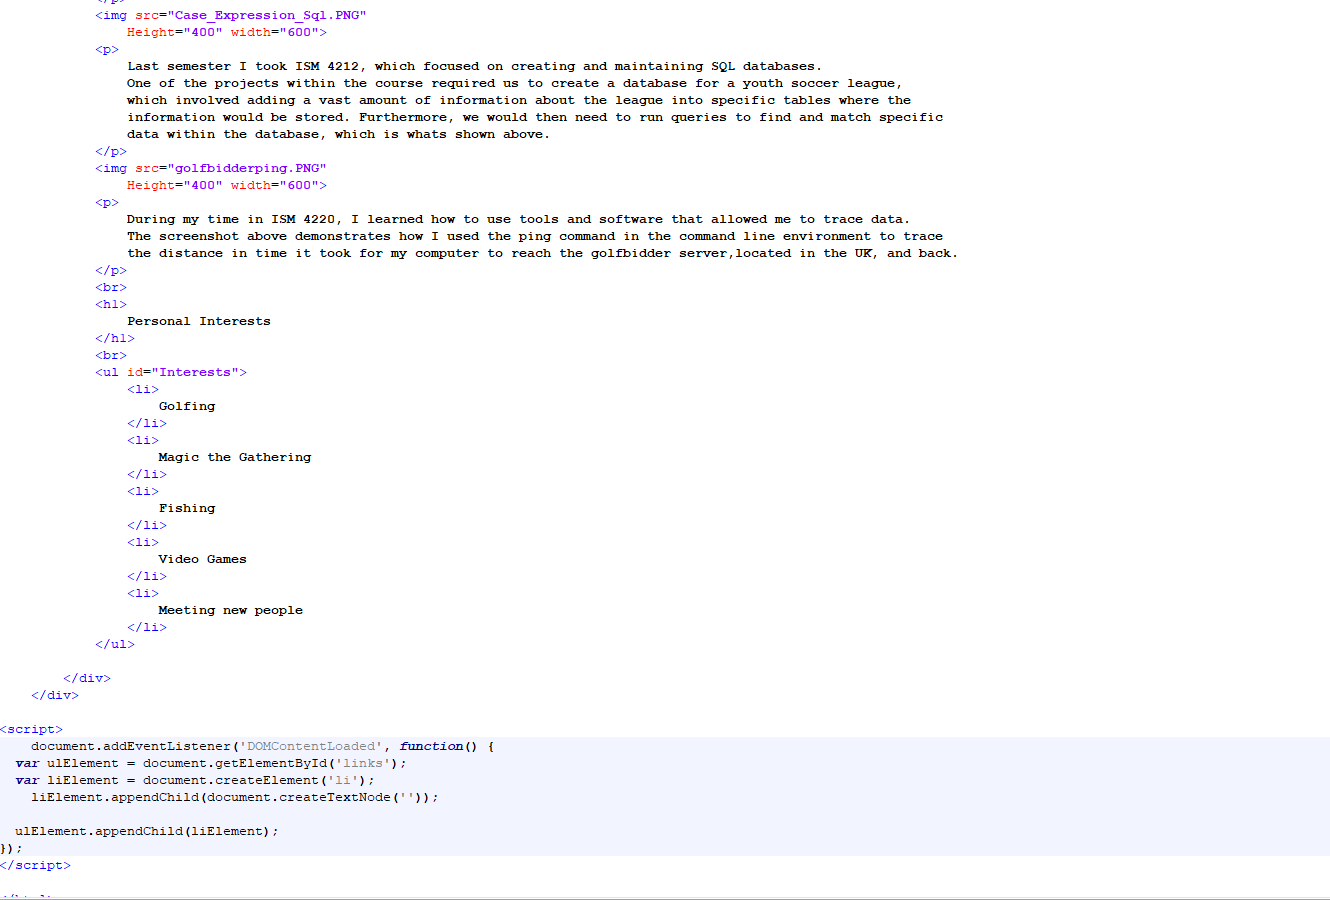 <img src="Case_Expression_Sql.PNG"
Height="400" width="600">
<p>
Last semester I took ISM 4212, which focused on creating and maintaining SQL databases.
One of the projects within the course required us to create a database for a youth soccer league,
which involved adding a vast amount of information about the league into specific tables where the
information would be stored. Furthermore, we would then need to run queries to find and match specific
data within the database, which is whats shown above.
</p>
<img src="golfbidderping.PNG"
Height="400" width="600">
<p>
During my time in ISM 4220, I learned how to use tools and software that allowed me to trace data.
The screenshot above demonstrates how I used the ping command in the command line environment to trace
the distance in time it took for my computer to reach the golfbidder server,located in the UK, and back.
</p>
<br>
<h1>
Personal Interests
</h1>
<br>
<ul id="Interests">
<li>
Golfing
</li>
<li>
Magic the Gathering
</li>
<li>
Fishing
</li>
<li>
Video Games
</li>
<li>
Meeting new people
</li>
</ul>
</div>
</div>
<script>
document.addEventListener('DOMContentLoaded', function() {
var ulElement = document.getElementById('links');
var liElement = document.createElement('li');
liElement.appendChild(document.createTextNode(''));
ulElement.appendChild(liElement);
});
</script>